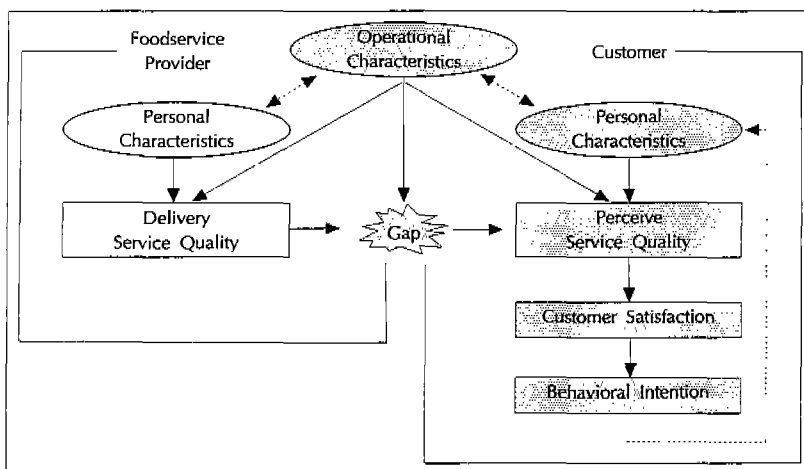 Foodservice
Provider
Operational
Characteristics
Customer
Personal
Characteristics
Personal
Characteristics
Delivery
Service Quality
Gap
Perceive
Service Quality
Customer Satisfaction
Behavioral Intention